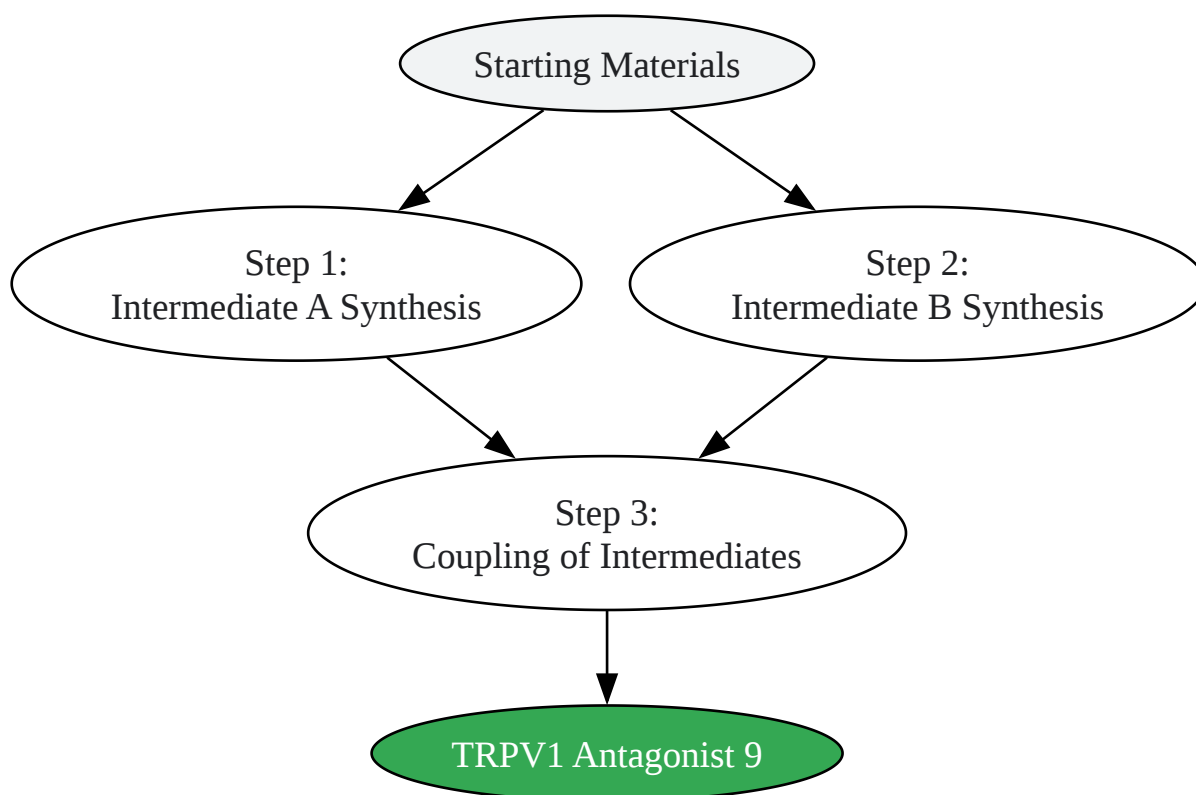 Starting Materials
Step 1:
Intermediate A Synthesis
Step 2:
Intermediate B Synthesis
Step 3:
Coupling of Intermediates
TRPV1 Antagonist 9